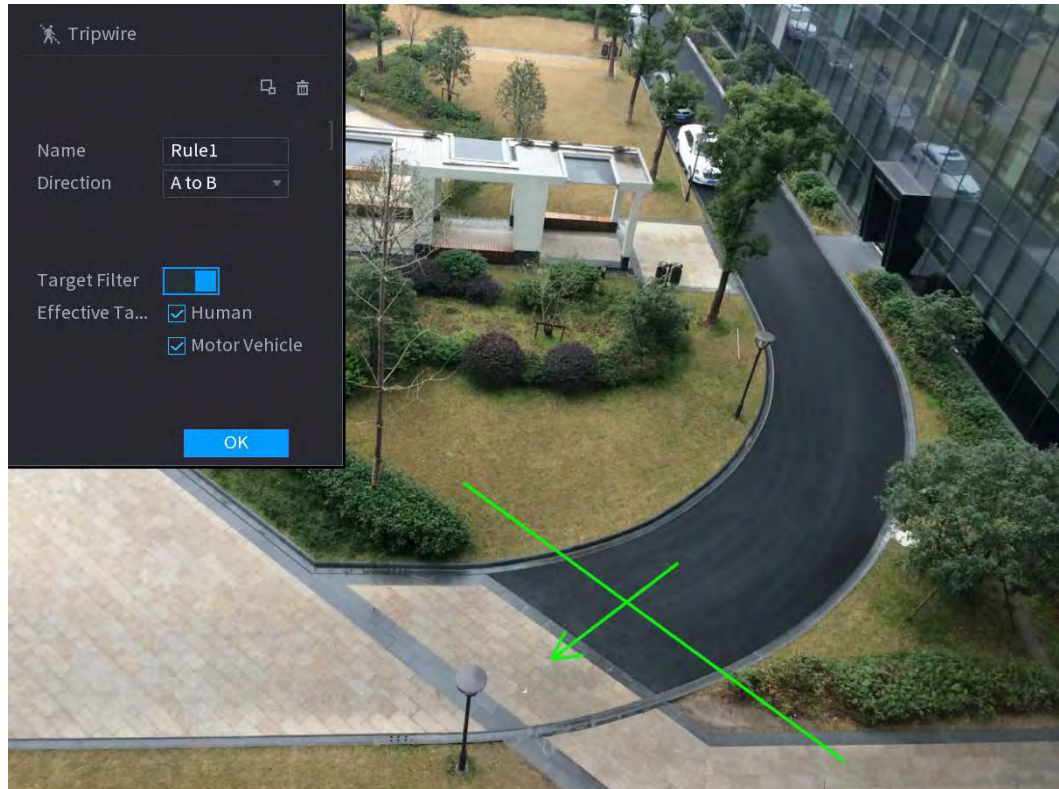 Tripwire
Name Rule1
Direction A to B
Target Filter
Effective Ta... Human
Motor Vehicle
OK